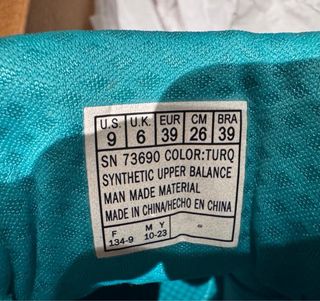 U.S. U.K. EUR CM BRA
9 6 39 26 39
SN 73690 COLOR:TURQ
SYNTHETIC UPPER BALANCE
MAN MADE MATERIAL
MADE IN CHINA/HECHO EN CHINA
F M Y
134-9 10-23